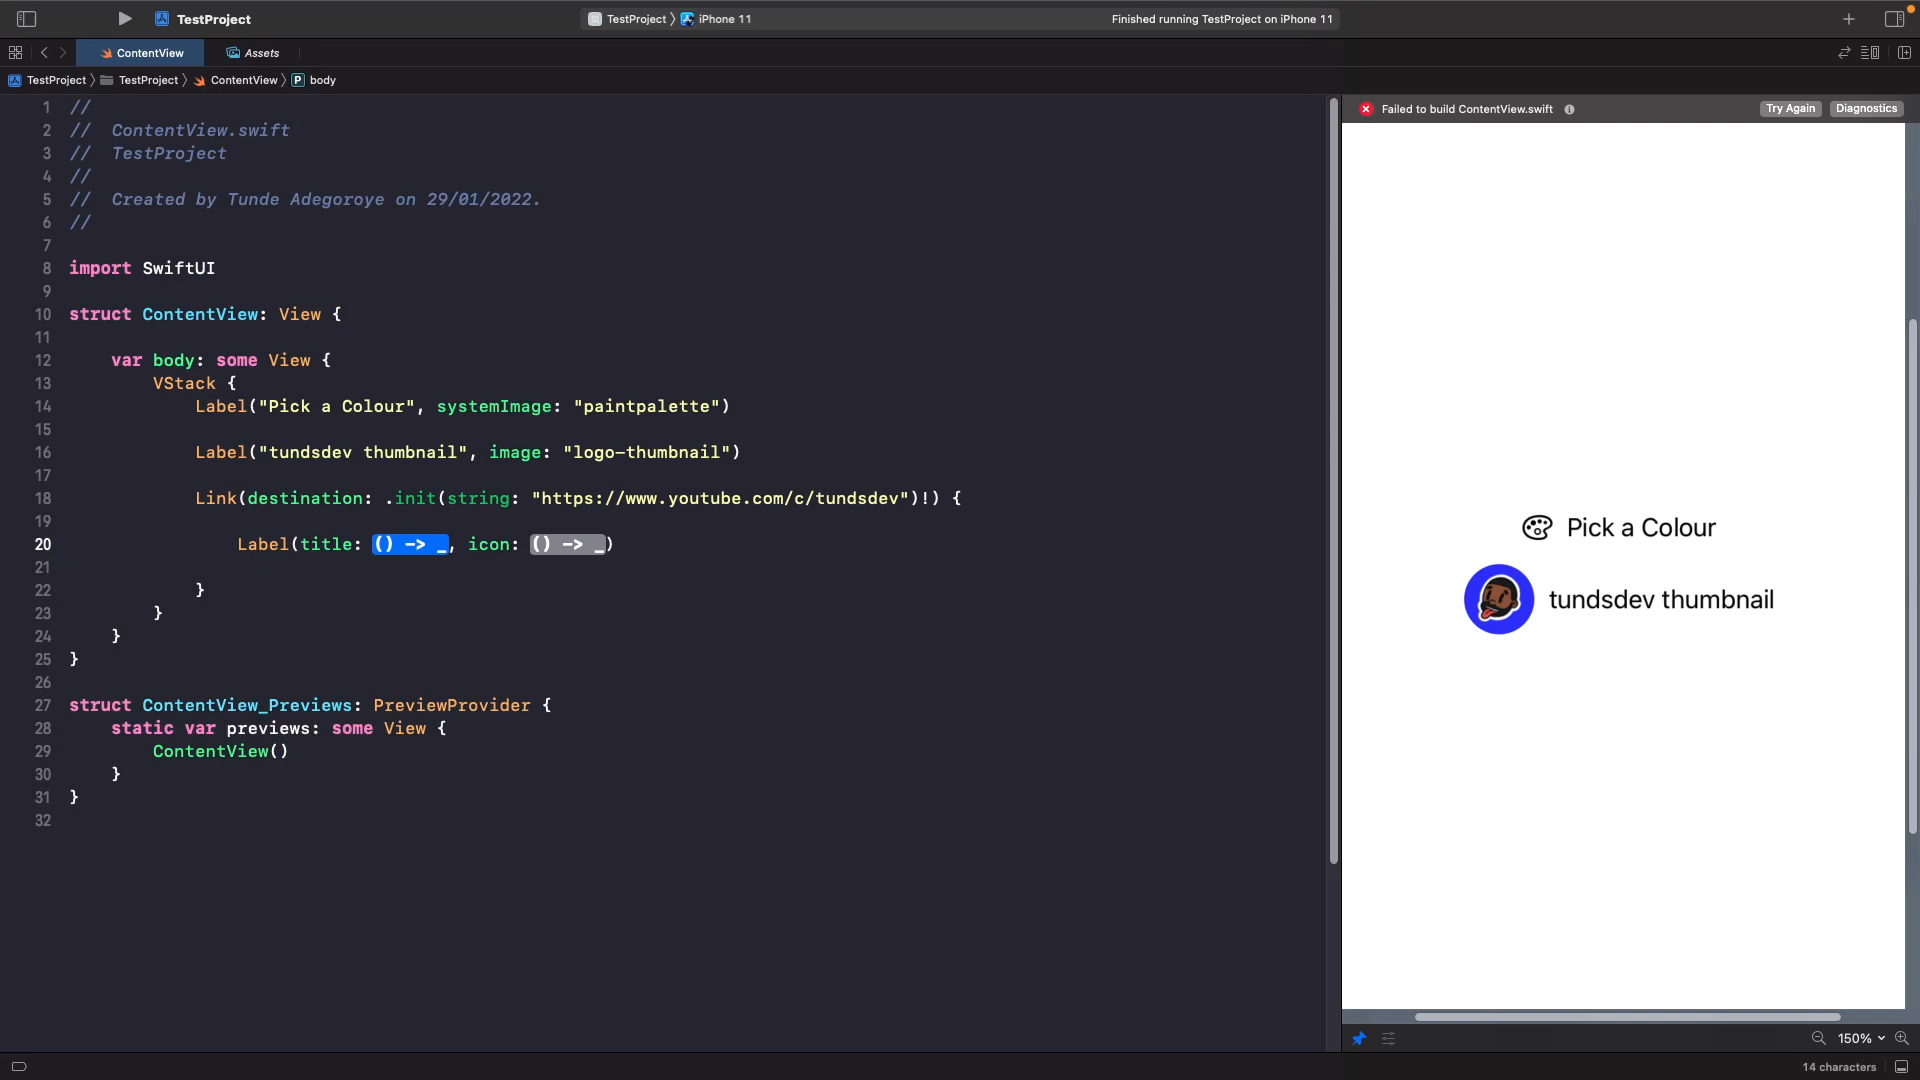 TestProject
TestProject 〉 iPhone 11
Finished running TestProject on iPhone 11
ContentView
Assets
TestProject 〉 TestProject 〉 ContentView 〉 P body
1 //
2 //  ContentView.swift
3 //  TestProject
4 //
5 //  Created by Tunde Adegoroye on 29/01/2022.
6 //
7
8 import SwiftUI
9
10 struct ContentView: View {
11
12     var body: some View {
13         VStack {
14             Label("Pick a Colour", systemImage: "paintpalette")
15
16             Label("tundsdev thumbnail", image: "logo-thumbnail")
17
18             Link(destination: .init(string: "https://www.youtube.com/c/tundsdev")!) {
19
20                 Label(title: () -> _, icon: () -> _)
21
22             }
23         }
24     }
25 }
26
27 struct ContentView_Previews: PreviewProvider {
28     static var previews: some View {
29         ContentView()
30     }
31 }
32
Failed to build ContentView.swift
Try Again
Diagnostics
Pick a Colour
tundsdev thumbnail
150%
14 characters